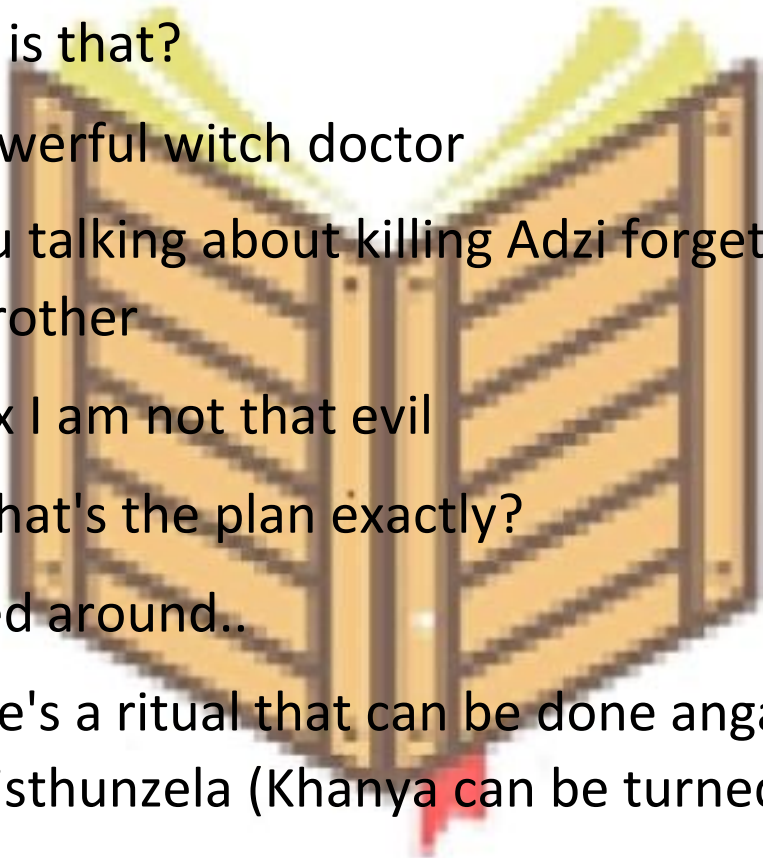 is that?
werful witch doctor
u talking about killing Adzi forget
rother
x I am not that evil
hat's the plan exactly?
ed around..
e's a ritual that can be done anga
isthunzela (Khanya can be turned